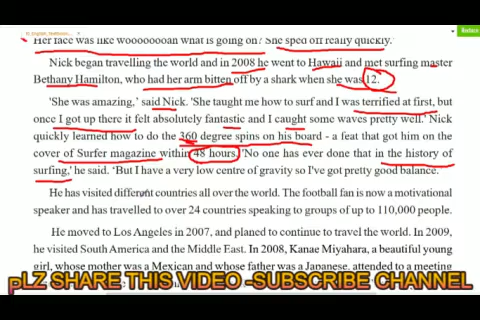 Her face was like wooooooooan what is going on? She sped off really quickly.'
Nick began travelling the world and in 2008 he went to Hawaii and met surfing master
Bethany Hamilton, who had her arm bitten off by a shark when she was 12.
'She was amazing,' said Nick. 'She taught me how to surf and I was terrified at first, but
once I got up there it felt absolutely fantastic and I caught some waves pretty well.' Nick
quickly learned how to do the 360 degree spins on his board - a feat that got him on the
cover of Surfer magazine within 48 hours. 'No one has ever done that in the history of
surfing,' he said. 'But I have a very low centre of gravity so I've got pretty good balance.
He has visited different countries all over the world. The football fan is now a motivational
speaker and has travelled to over 24 countries speaking to groups of up to 110,000 people.
He moved to Los Angeles in 2007, and planed to continue to travel the world. In 2009,
he visited South America and the Middle East. In 2008, Kanae Miyahara, a beautiful young
girl, whose mother was a Mexican and whose father was a Japanese, attended to a meeting
pLZ SHARE THIS VIDEO -SUBSCRIBE CHANNEL